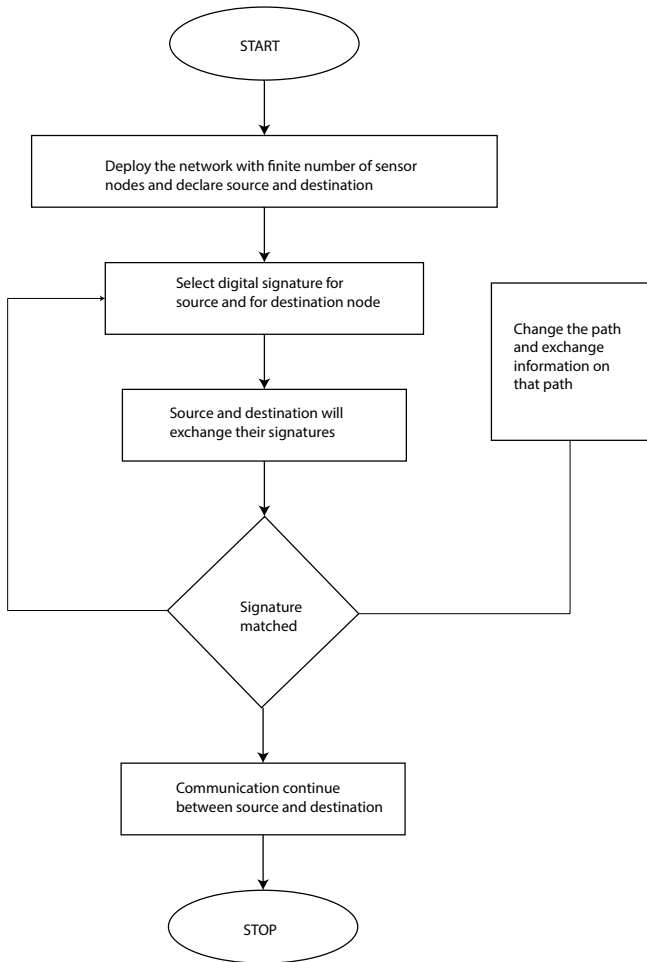 START
Deploy the network with finite number of sensor
nodes and declare source and destination
Select digital signature for
source and for destination node
Change the path
and exchange
information on
that path
Source and destination will
exchange their signatures
Signature
matched
Communication continue
between source and destination
STOP